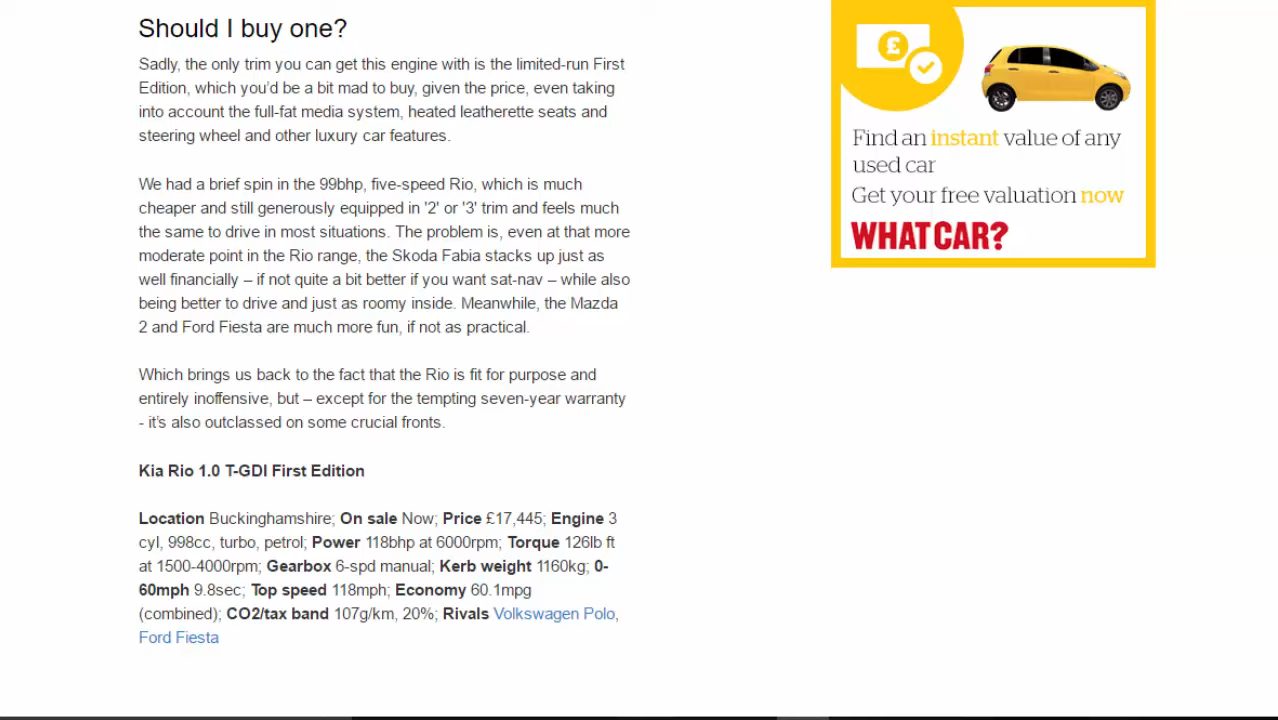 Should I buy one?
Sadly, the only trim you can get this engine with is the limited-run First
Edition, which you'd be a bit mad to buy, given the price, even taking
into account the full-fat media system, heated leatherette seats and
steering wheel and other luxury car features.
We had a brief spin in the 99bhp, five-speed Rio, which is much
cheaper and still generously equipped in '2' or '3' trim and feels much
the same to drive in most situations. The problem is, even at that more
moderate point in the Rio range, the Skoda Fabia stacks up just as
well financially – if not quite a bit better if you want sat-nav – while also
being better to drive and just as roomy inside. Meanwhile, the Mazda
2 and Ford Fiesta are much more fun, if not as practical.
Which brings us back to the fact that the Rio is fit for purpose and
entirely inoffensive, but – except for the tempting seven-year warranty
- it's also outclassed on some crucial fronts.
Kia Rio 1.0 T-GDI First Edition
Location Buckinghamshire; On sale Now; Price £17,445; Engine 3
cyl, 998cc, turbo, petrol; Power 118bhp at 6000rpm; Torque 126lb ft
at 1500-4000rpm; Gearbox 6-spd manual; Kerb weight 1160kg; 0-
60mph 9.8sec; Top speed 118mph; Economy 60.1mpg
(combined); CO2/tax band 107g/km, 20%; Rivals Volkswagen Polo,
Ford Fiesta
£
Find an instant value of any
used car
Get your free valuation now
WHAT CAR?